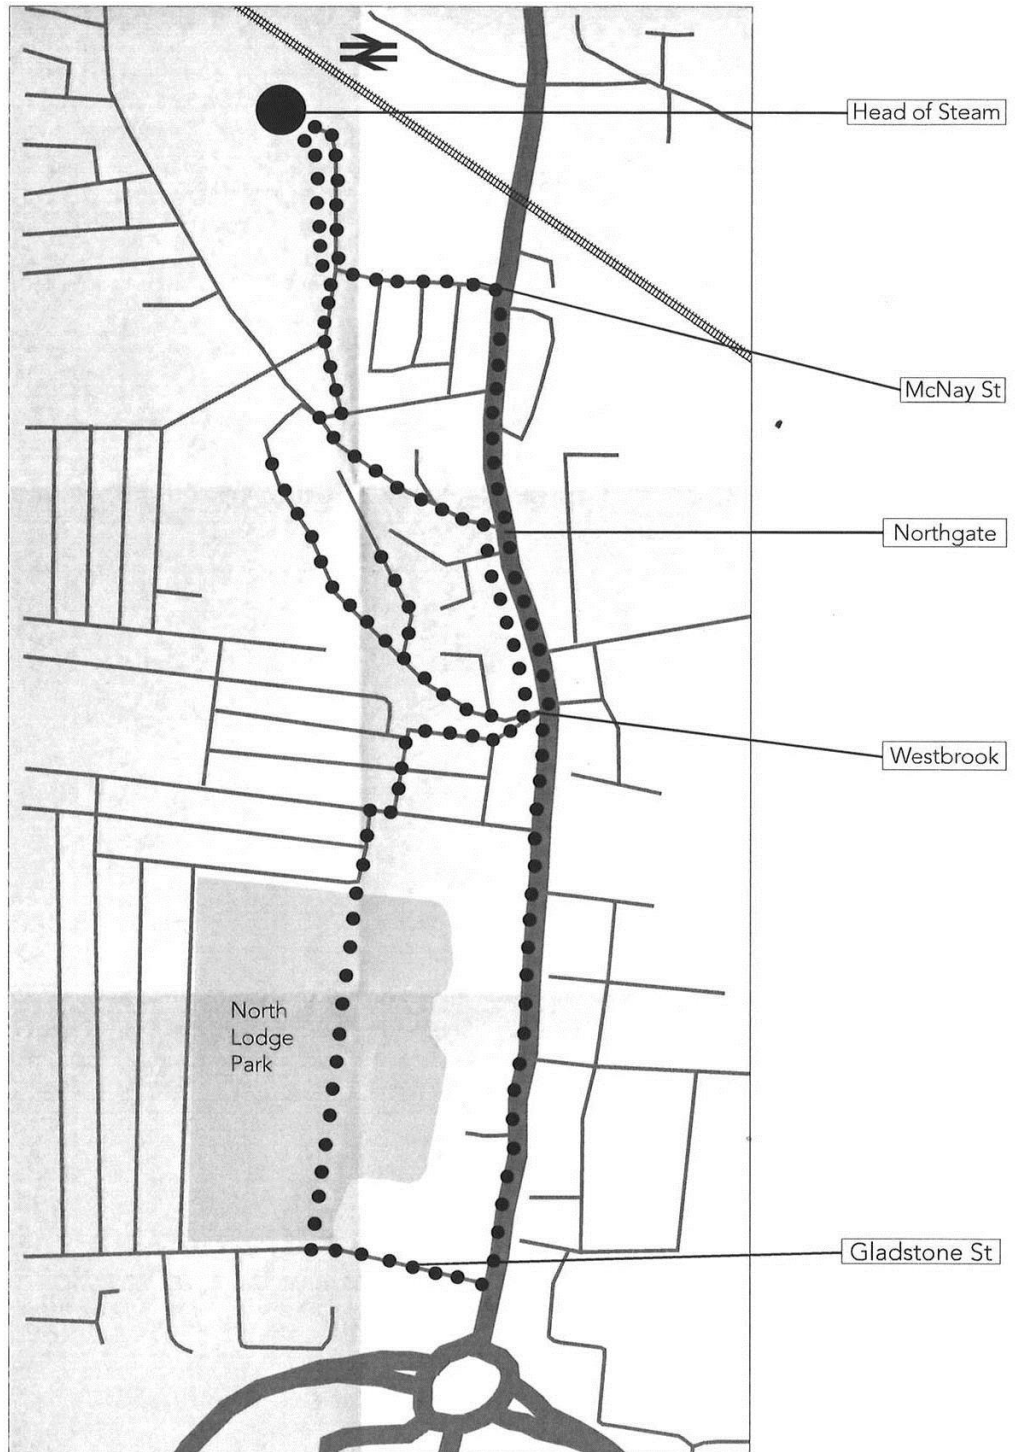 Head of Steam
McNay St
Northgate
Westbrook
North
Lodge
Park
Gladstone St